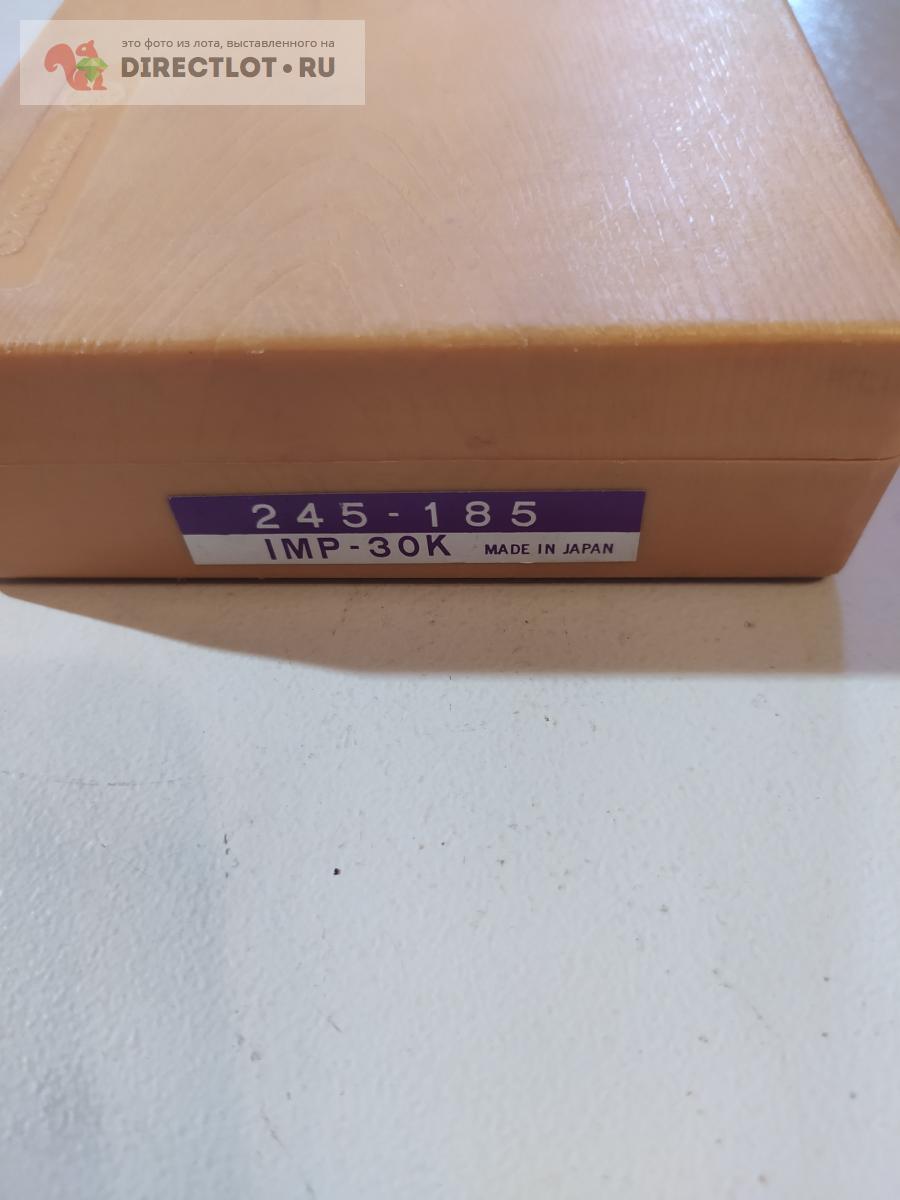 это фото из лота, выставленного на
DIRECTLOT•RU
245-185
IMP-30K MADE IN JAPAN